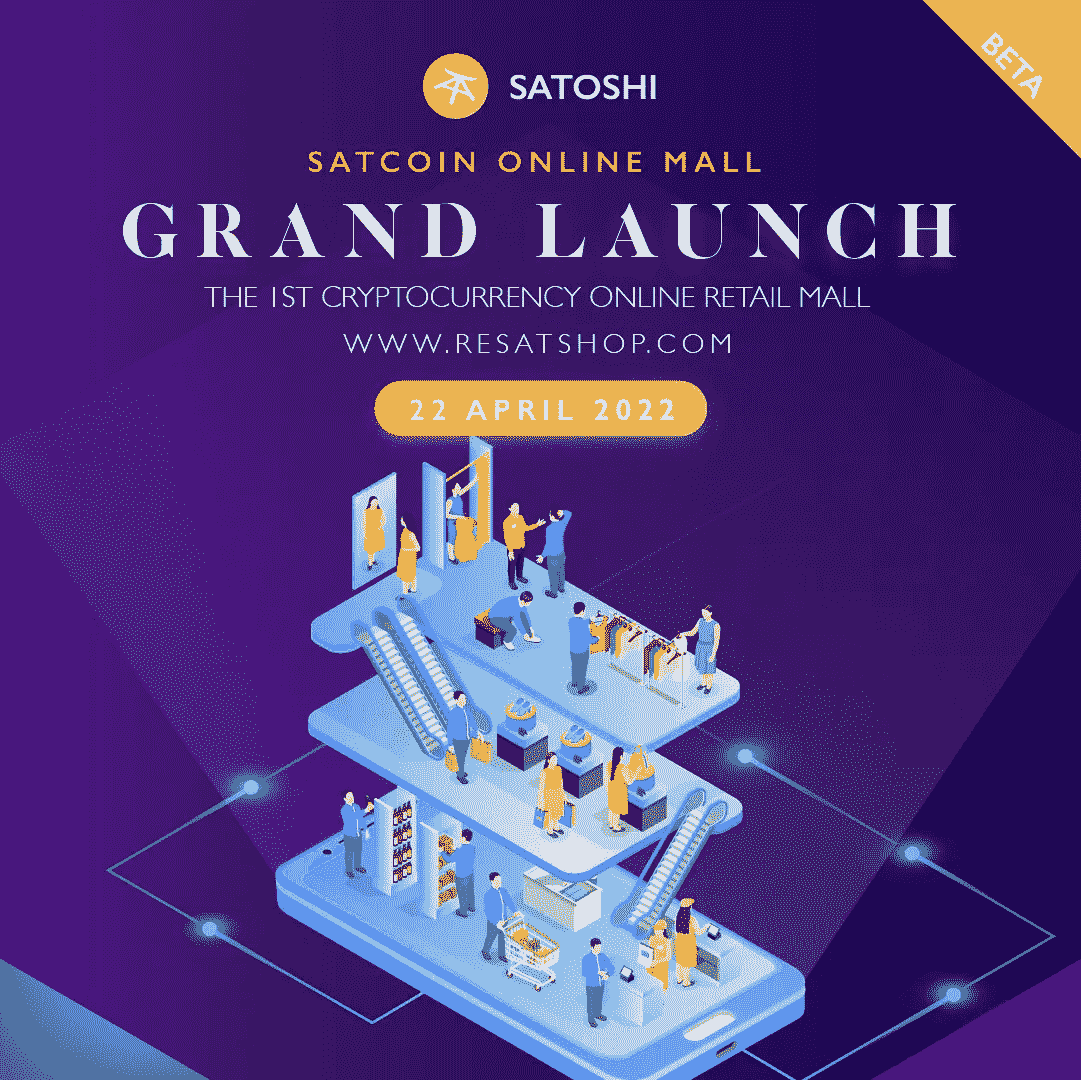 BETA
SATOSHI
SATCOIN ONLINE MALL
GRAND LAUNCH
THE 1ST CRYPTOCURRENCY ONLINE RETAIL MALL
WWW.RESATSHOP.COM
22 APRIL 2022